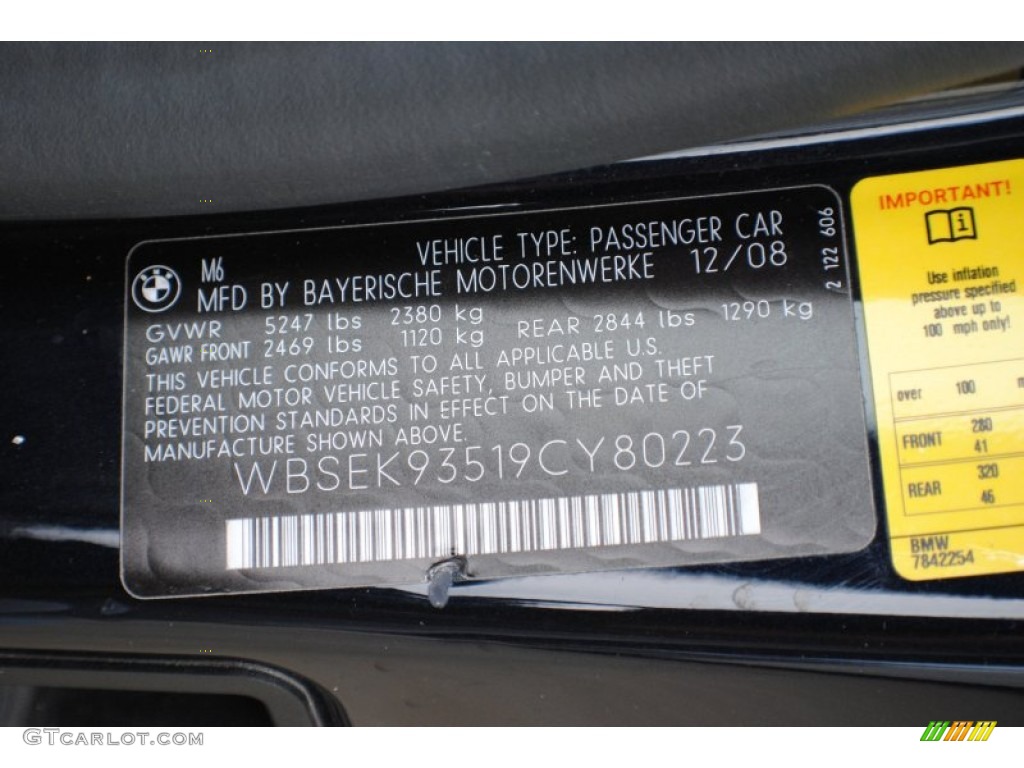 M6 VEHICLE TYPE: PASSENGER CAR
MFD BY BAYERISCHE MOTORENWERKE 12/08
GVWR 5247 lbs 2380 kg
GAWR FRONT 2469 lbs 1120 kg REAR 2844 lbs 1290 kg
THIS VEHICLE CONFORMS TO ALL APPLICABLE U.S.
FEDERAL MOTOR VEHICLE SAFETY, BUMPER AND THEFT
PREVENTION STANDARDS IN EFFECT ON THE DATE OF
MANUFACTURE SHOWN ABOVE.
WBSEK93519CY80223
2 122 606
IMPORTANT!
i
Use inflation
pressure specified
above up to
100 mph only!
over 100 m
FRONT 280
41
REAR 320
46
BMW
7842254
GTCarLot.com